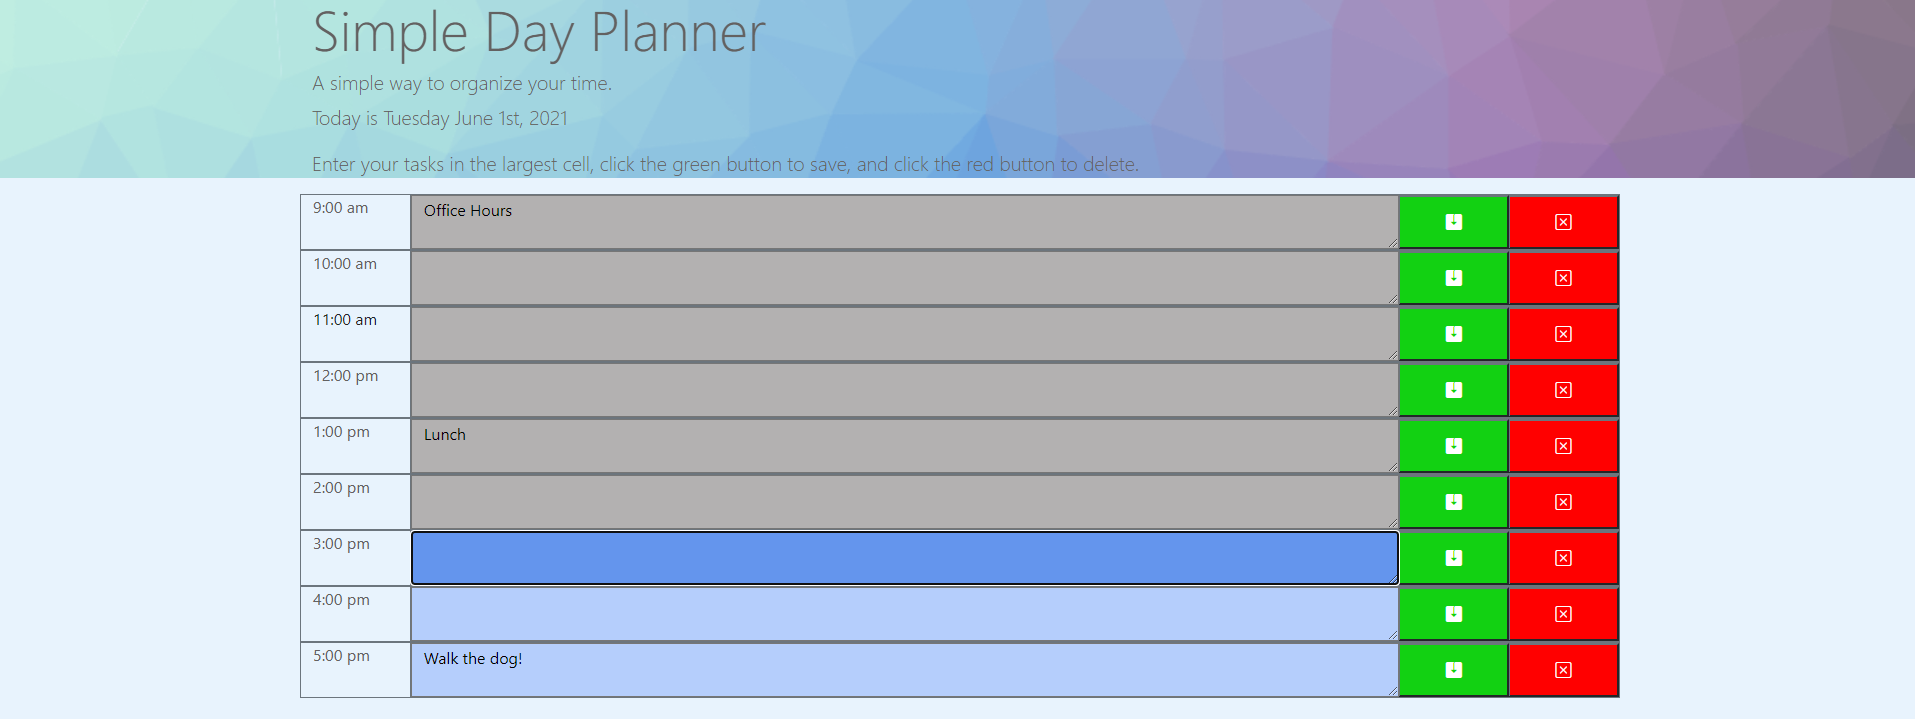 Simple Day Planner
A simple way to organize your time.
Today is Tuesday June 1st, 2021
Enter your tasks in the largest cell, click the green button to save, and click the red button to delete.
9:00 am Office Hours
10:00 am
11:00 am
12:00 pm
1:00 pm Lunch
2:00 pm
3:00 pm
4:00 pm
5:00 pm Walk the dog!